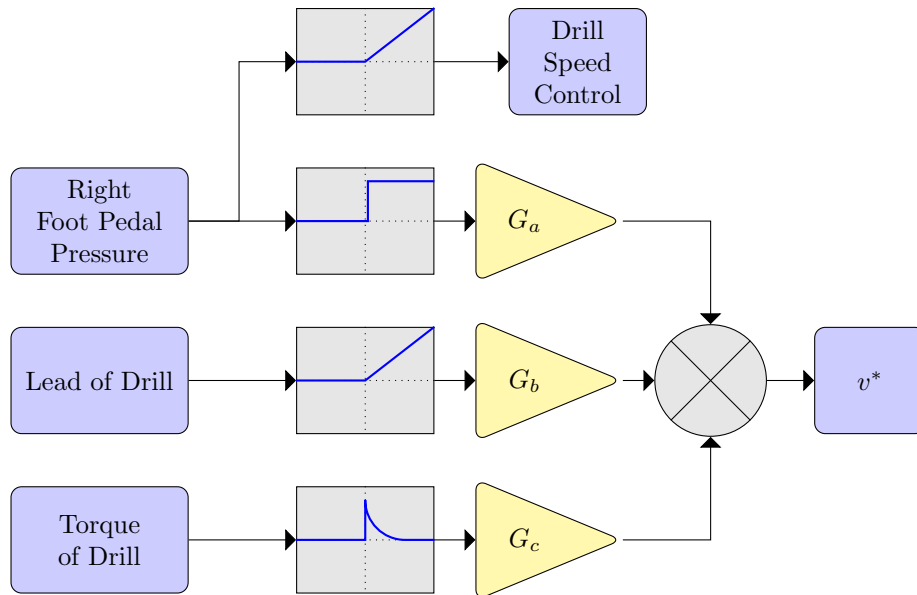 Drill
Speed
Control
Right
Foot Pedal
Pressure
G_a
Lead of Drill
G_b
v*
Torque
of Drill
G_c